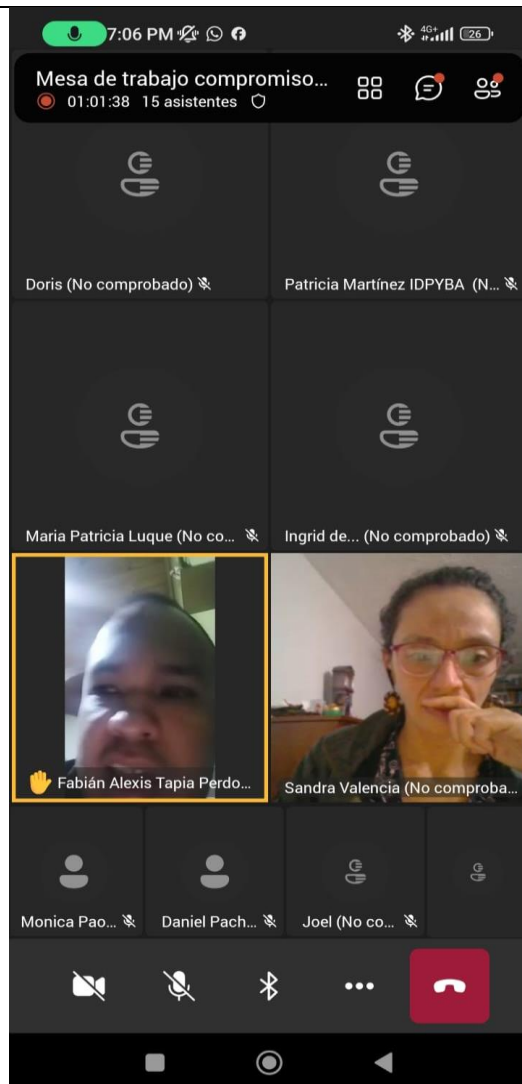 7:06 PM
4G+ 26
Mesa de trabajo compromiso...
01:01:38 15 asistentes
Doris (No comprobado)
Patricia Martínez IDPYBA (N...
Maria Patricia Luque (No co...
Ingrid de... (No comprobado)
Fabián Alexis Tapia Perdo...
Sandra Valencia (No comproba...
Monica Pao...
Daniel Pach...
Joel (No co...